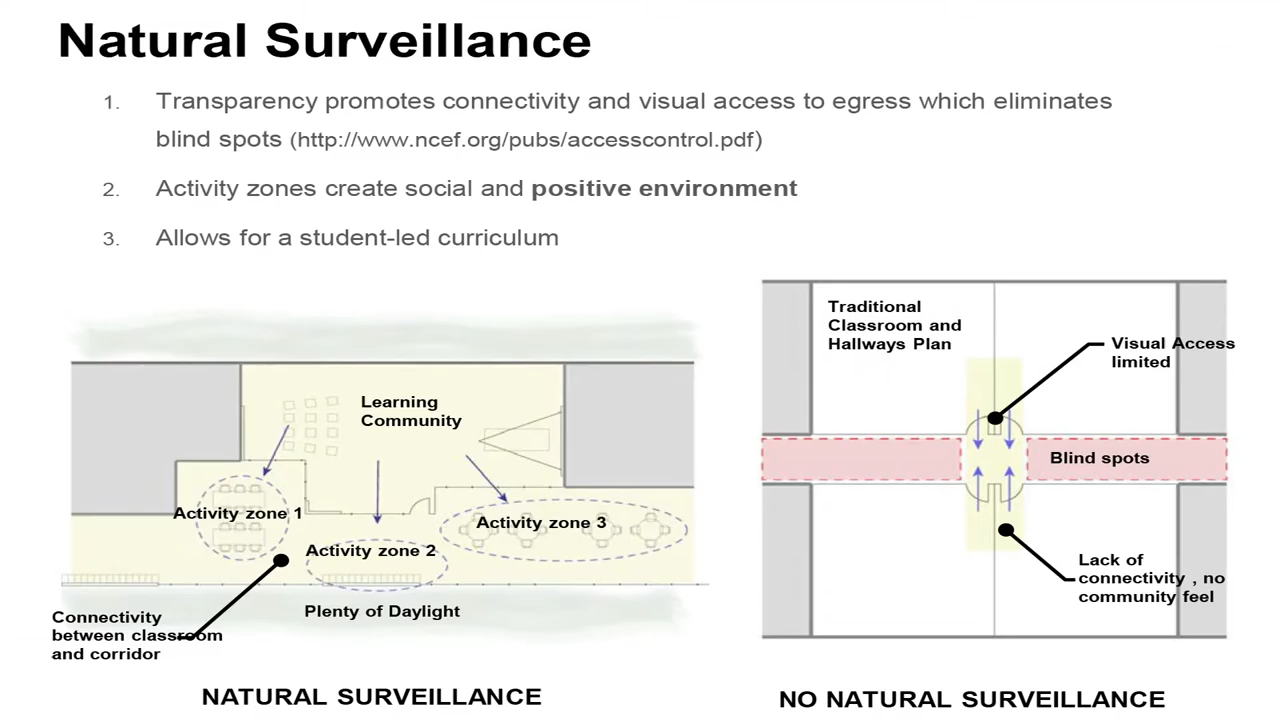 Natural Surveillance
1. Transparency promotes connectivity and visual access to egress which eliminates
blind spots (http://www.ncef.org/pubs/accesscontrol.pdf)
2. Activity zones create social and positive environment
3. Allows for a student-led curriculum
Learning
Community
Activity zone 1
Activity zone 2
Activity zone 3
Plenty of Daylight
Connectivity
between classroom
and corridor
NATURAL SURVEILLANCE
Traditional
Classroom and
Hallways Plan
Visual Access
limited
Blind spots
Lack of
connectivity , no
community feel
NO NATURAL SURVEILLANCE